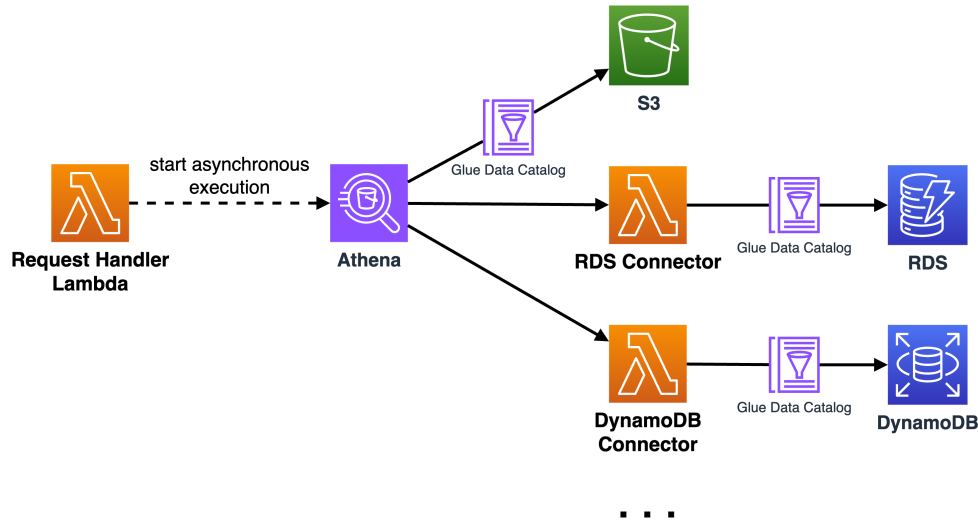 S3
Glue Data Catalog
start asynchronous
execution
Request Handler
Lambda
Athena
RDS Connector
Glue Data Catalog
RDS
DynamoDB
Connector
Glue Data Catalog
DynamoDB
. . .